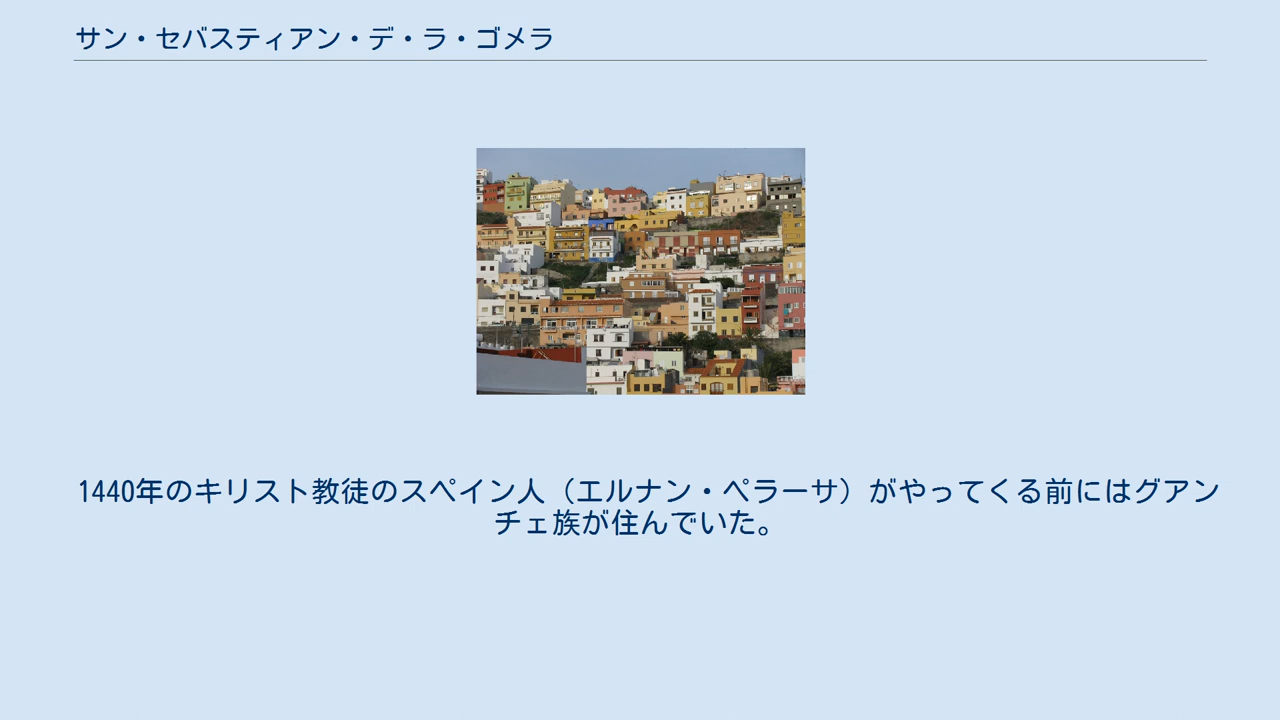 サン・セバスティアン・デ・ラ・ゴメラ
1440年のキリスト教徒のスペイン人（エルナン・ペラーサ）がやってくる前にはグアン
チェ族が住んでいた。